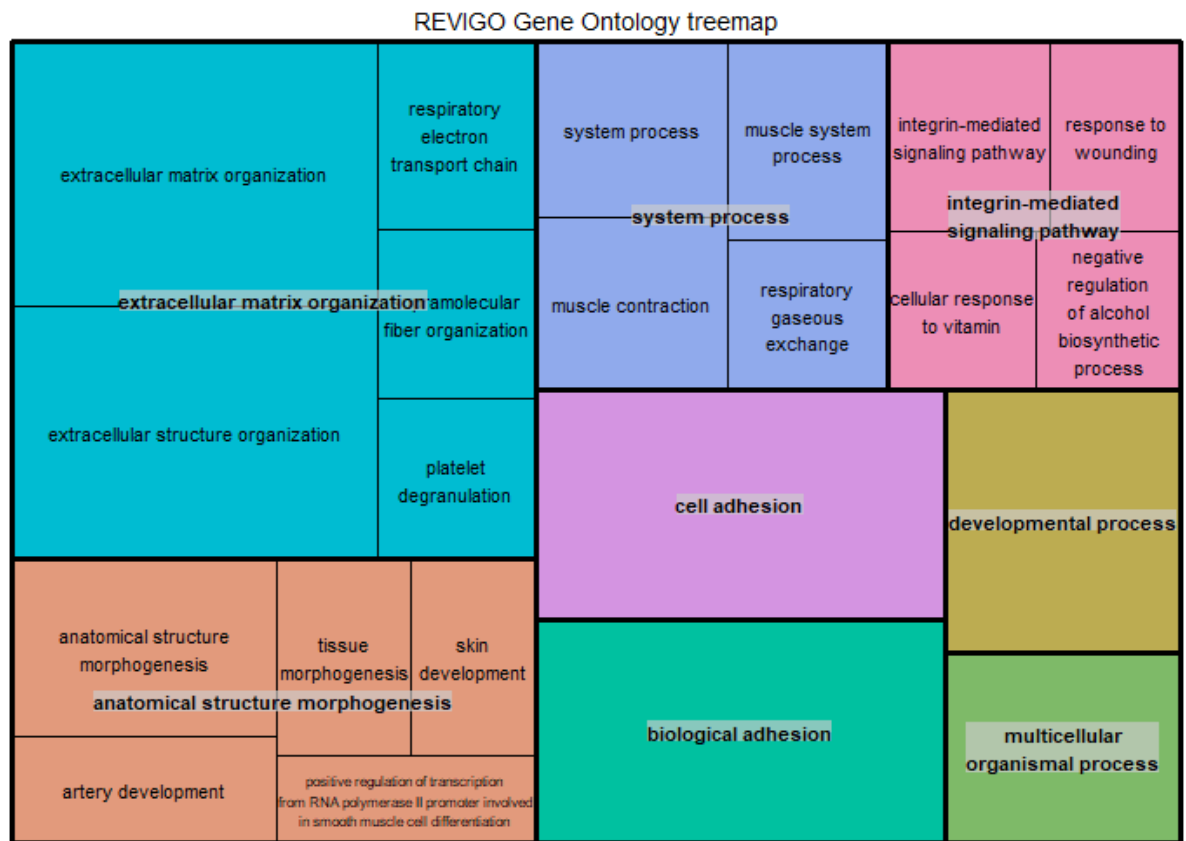 REVIGO Gene Ontology treemap
extracellular matrix organization
respiratory
electron
transport chain
extracellular matrix organization
ramolecular
fiber organization
extracellular structure organization
platelet
degranulation
system process
muscle system
process
system process
muscle contraction
respiratory
gaseous
exchange
integrin-mediated
signaling pathway
response to
wounding
integrin-mediated
signaling pathway
cellular response
to vitamin
negative
regulation
of alcohol
biosynthetic
process
cell adhesion
developmental process
anatomical structure
morphogenesis
tissue
morphogenesis
skin
development
anatomical structure morphogenesis
artery development
positive regulation of transcription
from RNA polymerase II promoter involved
in smooth muscle cell differentiation
biological adhesion
multicellular
organismal process